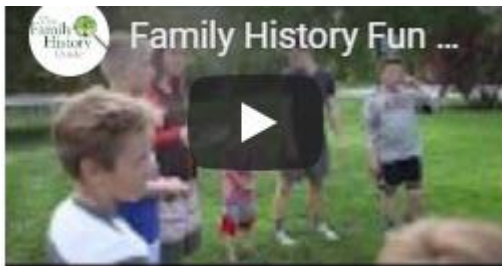 The
Family
History
Guide
Family History Fun ...